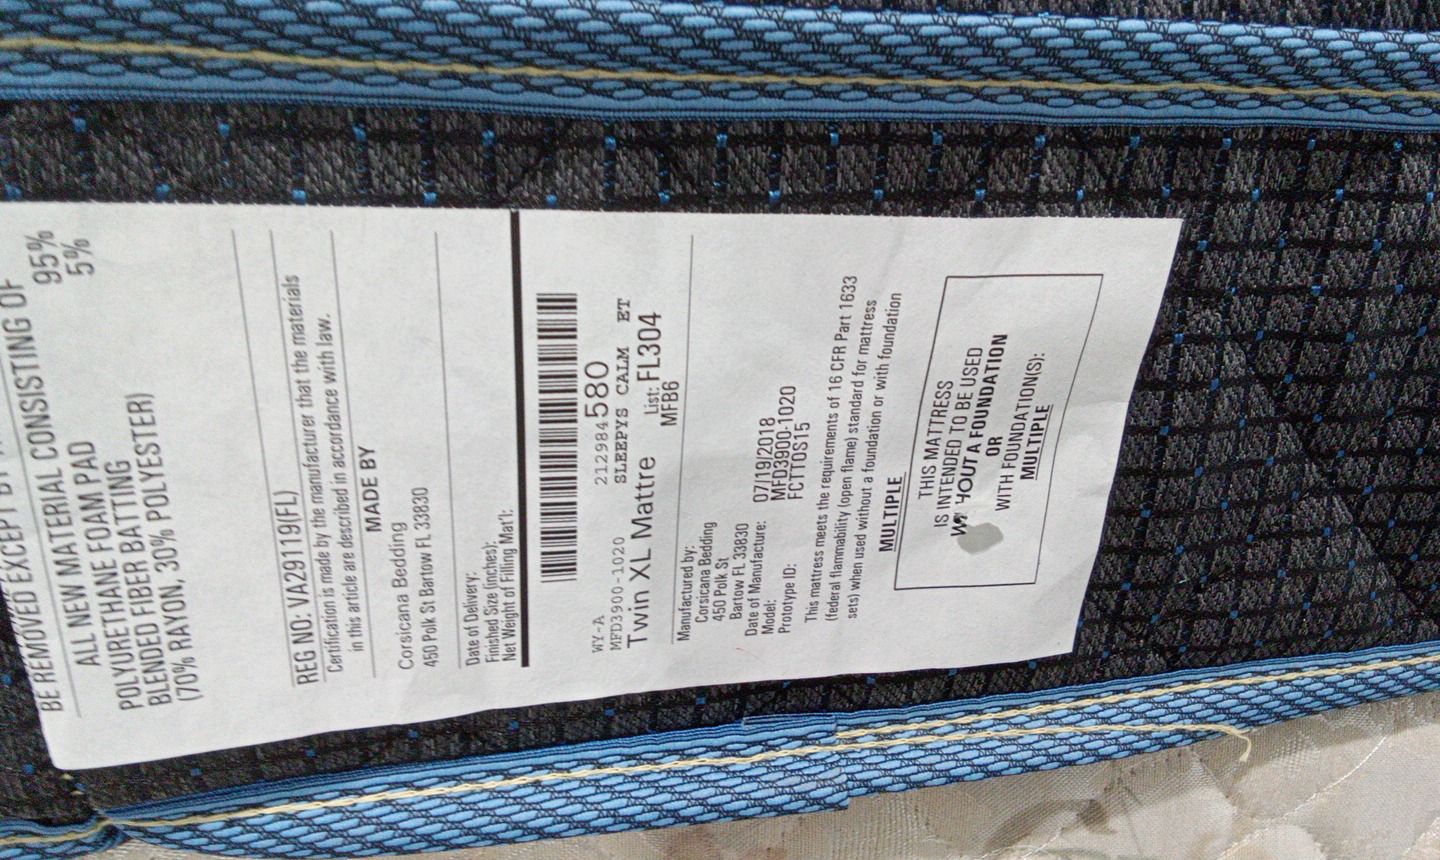 BE REMOVED EXCEPT BY
ALL NEW MATERIAL CONSISTING OF
POLYURETHANE FOAM PAD 95%
BLENDED FIBER BATTING 5%
(70% RAYON, 30% POLYESTER)
REG NO: VA29119(FL)
Certification is made by the manufacturer that the materials
in this article are described in accordance with law.
MADE BY
Corsicana Bedding
450 Polk St Bartow FL 33830
Date of Delivery:
Finished Size (inches):
Net Weight of Filling Mat'l:
WY-A 212984580
MFD3900-1020 SLEEPYS CALM ET
Twin XL Mattre List: FL304
MFB6
Manufactured by:
Corsicana Bedding
450 Polk St
Bartow FL 33830
Date of Manufacture: 07/19/2018
Model: MFD3900-1020
Prototype ID: FCTTOS15
This mattress meets the requirements of 16 CFR Part 1633
(federal flammability (open flame) standard for mattress
sets) when used without a foundation or with foundation
MULTIPLE
THIS MATTRESS
IS INTENDED TO BE USED
HOUT A FOUNDATION
OR
WITH FOUNDATION(S):
MULTIPLE